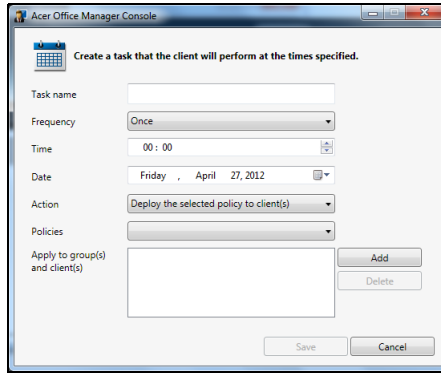 Acer Office Manager Console
Create a task that the client will perform at the times specified.
Task name
Frequency Once
Time 00 : 00
Date Friday , April 27, 2012
Action Deploy the selected policy to client(s)
Policies
Apply to group(s) Add
and client(s) Delete
Save Cancel